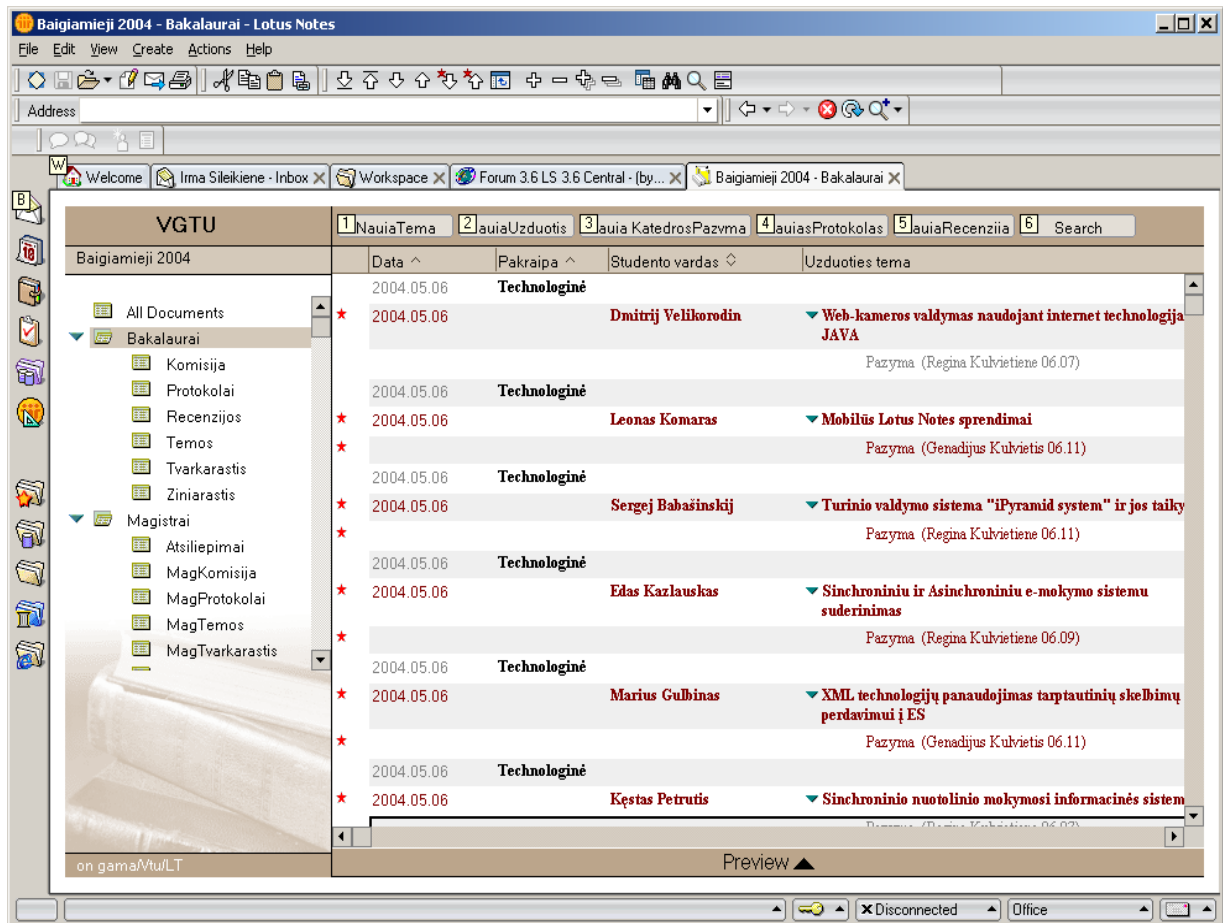 Baigiamieji 2004 - Bakalaurai - Lotus Notes
File Edit View Create Actions Help
Address
W
Welcome Irma Sileikiene - Inbox Workspace Forum 3.6 LS 3.6 Central - (by... Baigiamieji 2004 - Bakalaurai
B
VGTU
1 NauiaTema 2 auiaUzduotis 3 auia KatedrosPazvma 4 auiasProtokolas 5 auiaRecenziia 6 Search
Baigiamieji 2004
Data Pakraipa Studento vardas Uzduoties tema
All Documents
Bakalaurai
Komisija
Protokolai
Recenzijos
Temos
Tvarkarastis
Ziniarastis
Magistrai
Atsiliepimai
MagKomisija
MagProtokolai
MagTemos
MagTvarkarastis
2004.05.06 Technologinė
2004.05.06 Dmitrij Velikorodin Web-kameros valdymas naudojant internet technologija
JAVA
Pazyma (Regina Kulvietiene 06.07)
2004.05.06 Technologinė
2004.05.06 Leonas Komaras Mobilūs Lotus Notes sprendimai
Pazyma (Genadijus Kulvietis 06.11)
2004.05.06 Technologinė
2004.05.06 Sergej Babašinskij Turinio valdymo sistema "iPyramid system" ir jos taiky
Pazyma (Regina Kulvietiene 06.11)
2004.05.06 Technologinė
2004.05.06 Edas Kazlauskas Sinchroniniu ir Asinchroniniu e-mokymo sistemu
suderinimas
Pazyma (Regina Kulvietiene 06.09)
2004.05.06 Technologinė
2004.05.06 Marius Gulbinas XML technologijų panaudojimas tarptautinių skelbimų
perdavimui į ES
Pazyma (Genadijus Kulvietis 06.11)
2004.05.06 Technologinė
2004.05.06 Kęstas Petrutis Sinchroninio nuotolinio mokymosi informacinės sistem
Preview
on gama/Vtu/LT
Disconnected Office